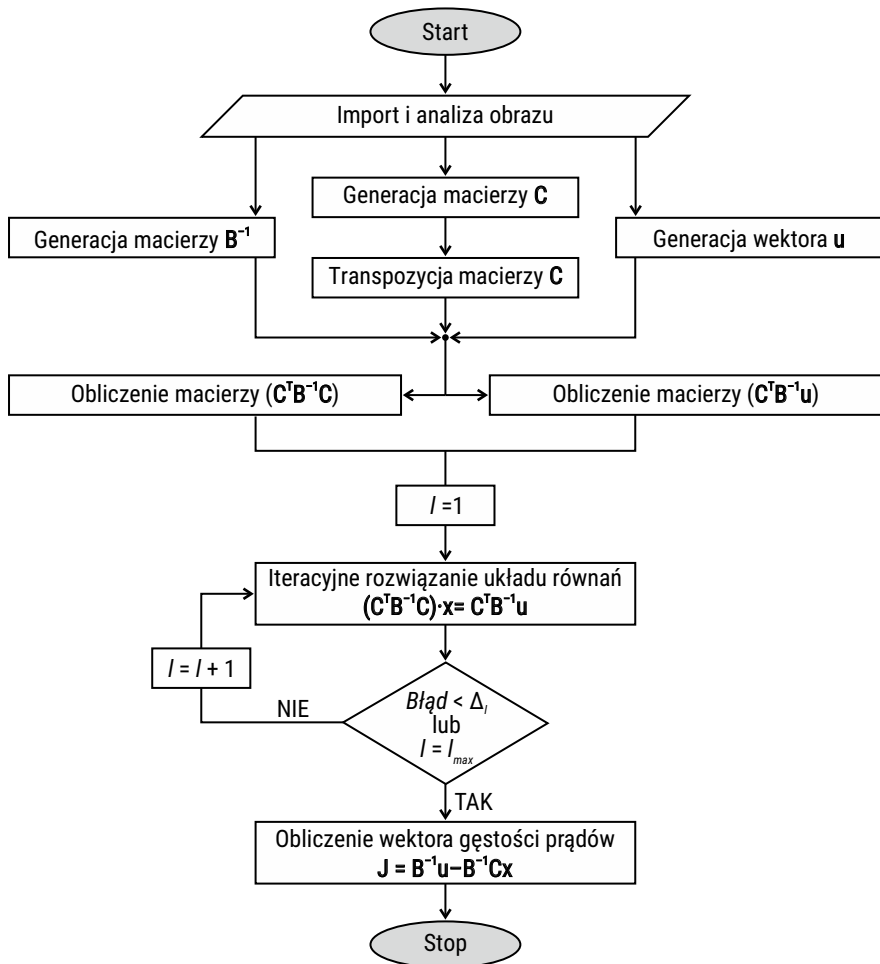 Start
Import i analiza obrazu
Generacja macierzy C
Generacja macierzy B⁻¹
Generacja wektora u
Transpozycja macierzy C
Obliczenie macierzy (CᵀB⁻¹C)
Obliczenie macierzy (CᵀB⁻¹u)
l =1
Iteracyjne rozwiązanie układu równań
(CᵀB⁻¹C)·x= CᵀB⁻¹u
l = l + 1
Błąd < Δₗ
lub
l = lₘₐₓ
NIE
TAK
Obliczenie wektora gęstości prądów
J = B⁻¹u–B⁻¹Cx
Stop